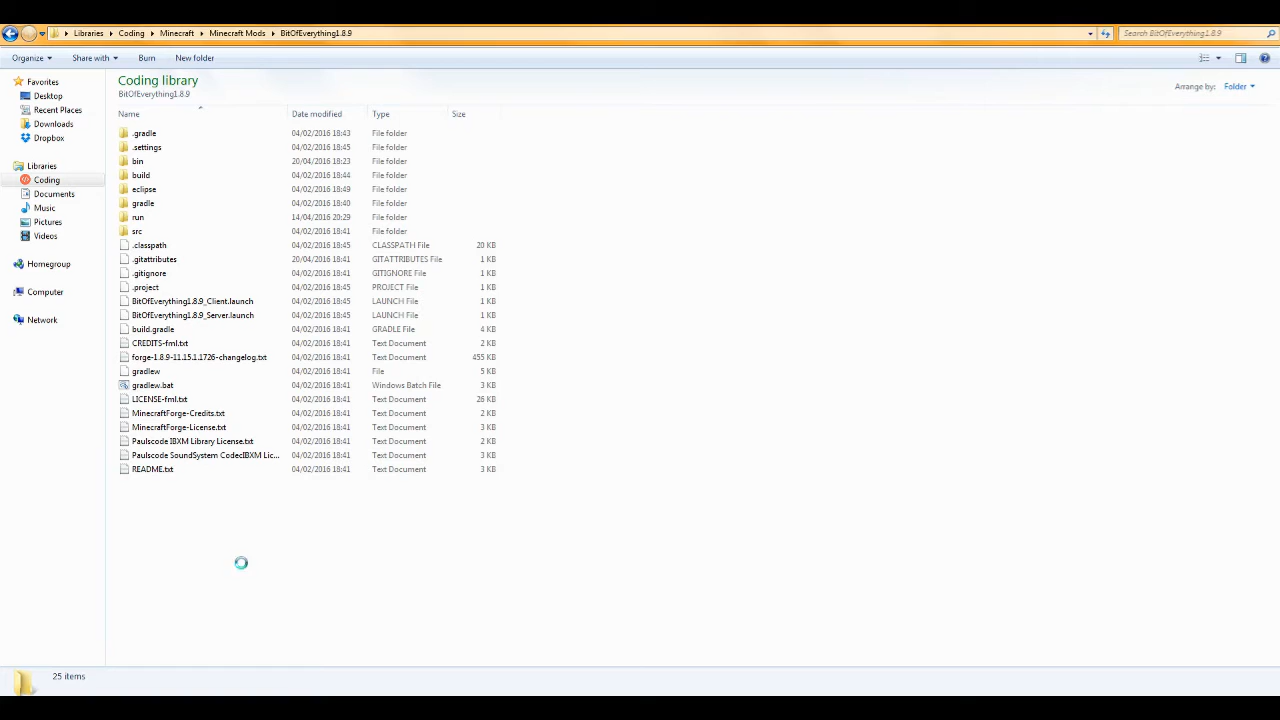 Libraries Coding Minecraft Minecraft Mods BitOfEverything1.8.9 Search BitOfEverything1.8.9
Organize Share with Burn New folder
Favorites
Desktop
Recent Places
Downloads
Dropbox
Libraries
Coding
Documents
Music
Pictures
Videos
Homegroup
Computer
Network
Coding library
BitOfEverything1.8.9
Arrange by: Folder
Name Date modified Type Size
.gradle 04/02/2016 18:43 File folder
.settings 04/02/2016 18:45 File folder
bin 20/04/2016 18:23 File folder
build 04/02/2016 18:44 File folder
eclipse 04/02/2016 18:49 File folder
gradle 04/02/2016 18:40 File folder
run 14/04/2016 20:29 File folder
src 04/02/2016 18:41 File folder
.classpath 04/02/2016 18:45 CLASSPATH File 20 KB
.gitattributes 20/04/2016 18:41 GITATTRIBUTES File 1 KB
.gitignore 04/02/2016 18:41 GITIGNORE File 1 KB
.project 04/02/2016 18:45 PROJECT File 1 KB
BitOfEverything1.8.9_Client.launch 04/02/2016 18:45 LAUNCH File 1 KB
BitOfEverything1.8.9_Server.launch 04/02/2016 18:45 LAUNCH File 1 KB
build.gradle 04/02/2016 18:41 GRADLE File 4 KB
CREDITS-fml.txt 04/02/2016 18:41 Text Document 2 KB
forge-1.8.9-11.15.1.1726-changelog.txt 04/02/2016 18:41 Text Document 455 KB
gradlew 04/02/2016 18:41 File 5 KB
gradlew.bat 04/02/2016 18:41 Windows Batch File 3 KB
LICENSE-fml.txt 04/02/2016 18:41 Text Document 26 KB
MinecraftForge-Credits.txt 04/02/2016 18:41 Text Document 2 KB
MinecraftForge-License.txt 04/02/2016 18:41 Text Document 3 KB
Paulscode IBXM Library License.txt 04/02/2016 18:41 Text Document 2 KB
Paulscode SoundSystem CodecIBXM Lic... 04/02/2016 18:41 Text Document 3 KB
README.txt 04/02/2016 18:41 Text Document 3 KB
25 items